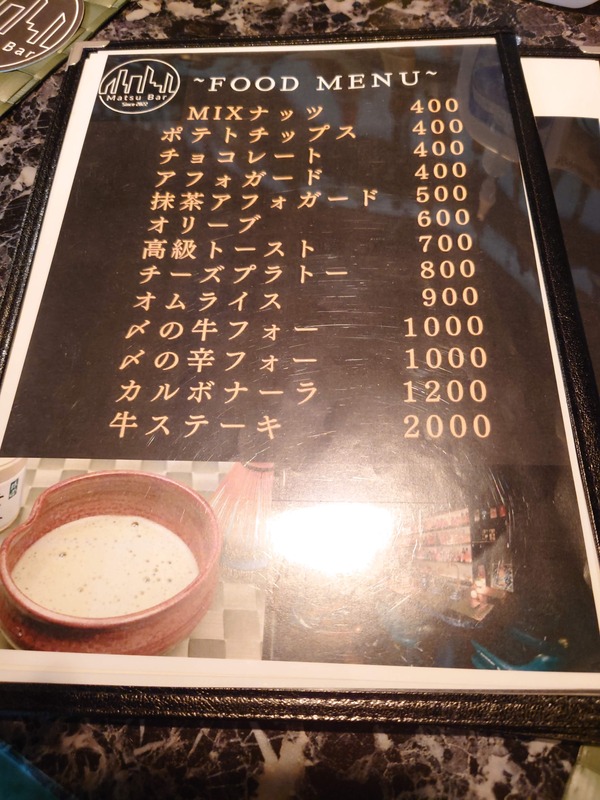 Bar
Matsu Bar
Since 2022
~FOOD MENU~
MIXナッツ 400
ポテトチップス 400
チョコレート 400
アフォガード 400
抹茶アフォガード 500
オリーブ 600
高級トースト 700
チーズプラトー 800
オムライス 900
〆の牛フォー 1000
〆の辛フォー 1000
カルボナーラ 1200
牛ステーキ 2000